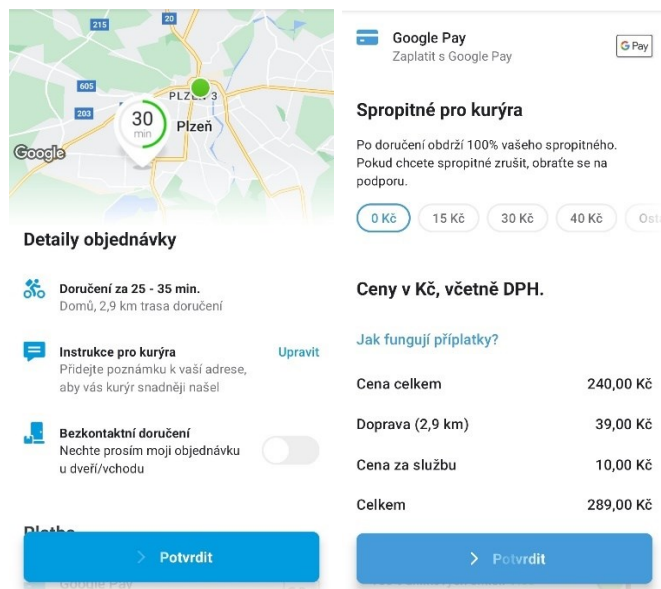 215
20
605
PLZEŇ 3
203
30
min
Plzeň
Google
Detaily objednávky
Doručení za 25 - 35 min.
Domů, 2,9 km trasa doručení
Instrukce pro kurýra
Upravit
Přidejte poznámku k vaší adrese,
aby vás kurýr snadněji našel
Bezkontaktní doručení
Nechte prosím moji objednávku
u dveří/vchodu
Platba
Potvrdit
Google Pay
Google Pay
Zaplatit s Google Pay
G Pay
Spropitné pro kurýra
Po doručení obdrží 100% vašeho spropitného.
Pokud chcete spropitné zrušit, obraťte se na
podporu.
0 Kč
15 Kč
30 Kč
40 Kč
Ost
Ceny v Kč, včetně DPH.
Jak fungují příplatky?
Cena celkem 240,00 Kč
Doprava (2,9 km) 39,00 Kč
Cena za službu 10,00 Kč
Celkem 289,00 Kč
Potvrdit